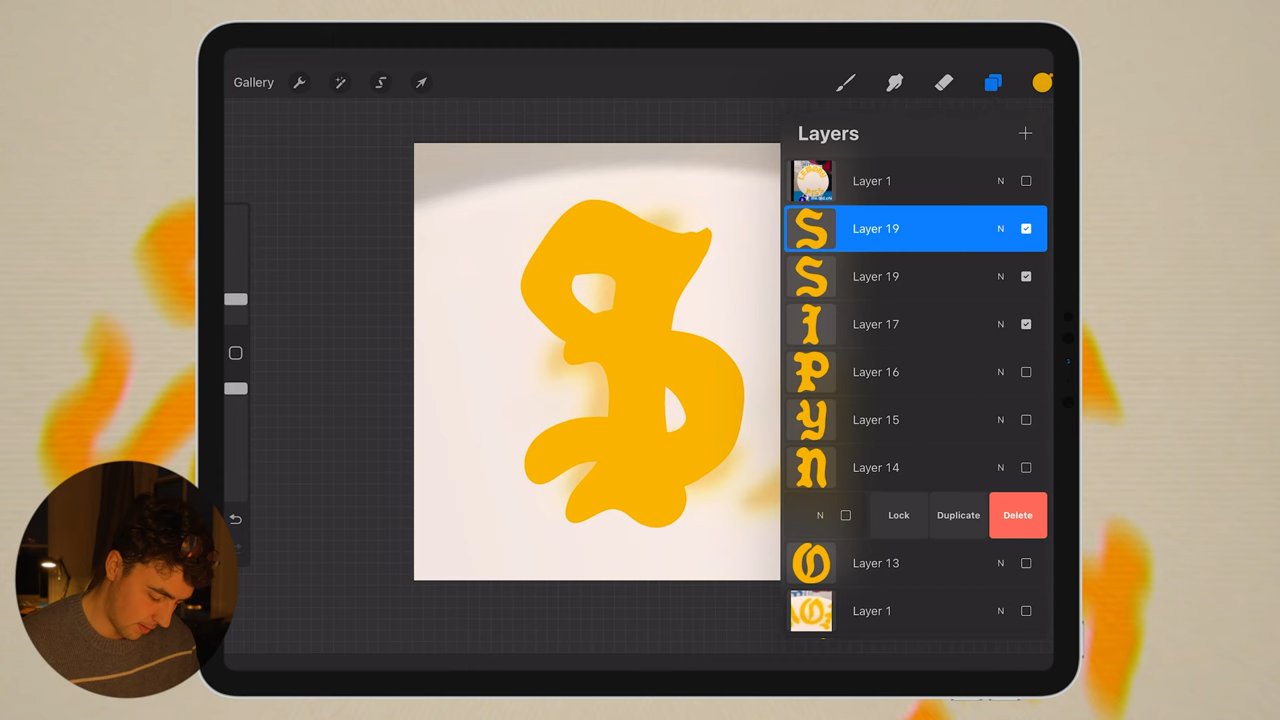 Gallery
Layers
Layer 1 N
S Layer 19 N
S Layer 19 N
I Layer 17 N
P Layer 16 N
y Layer 15 N
n Layer 14 N
N Lock Duplicate Delete
O Layer 13 N
Layer 1 N